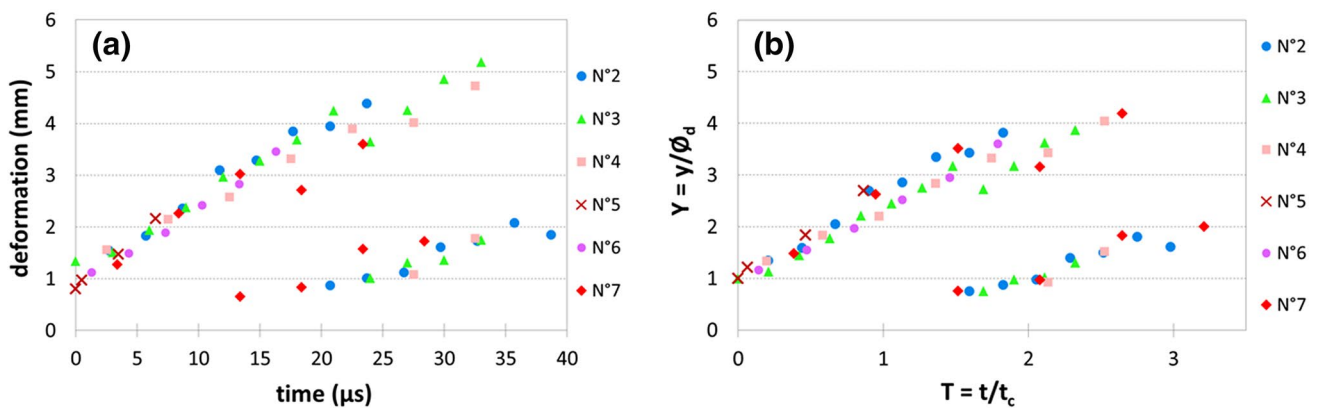 (a)
deformation (mm)
6
5
4
3
2
1
0
0 5 10 15 20 25 30 35 40
time (µs)
N°2
N°3
N°4
N°5
N°6
N°7
(b)
Y = y/Ød
6
5
4
3
2
1
0
0 1 2 3
T = t/tc
N°2
N°3
N°4
N°5
N°6
N°7